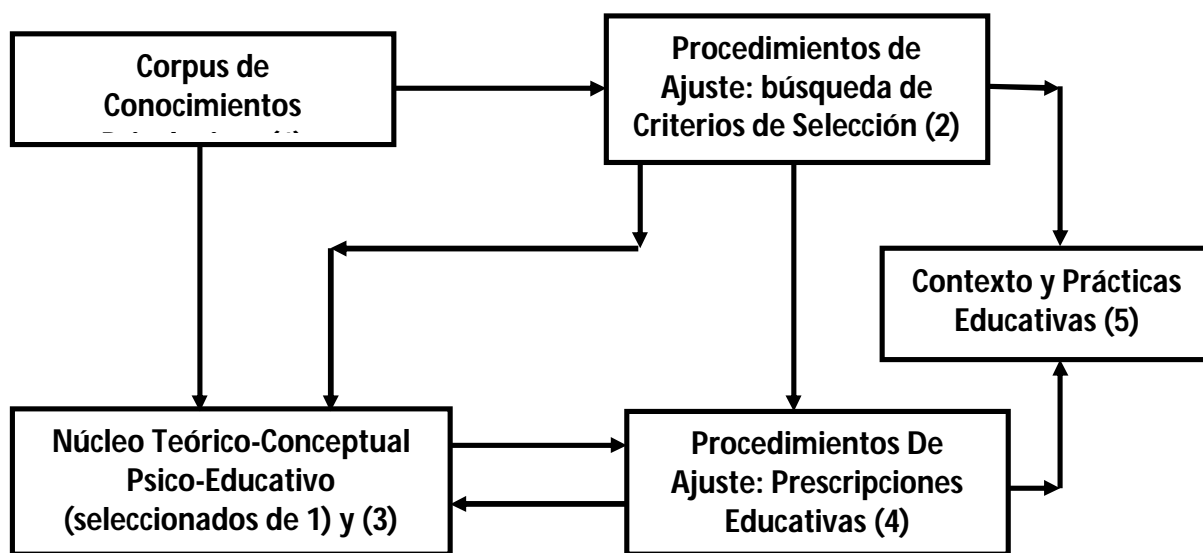 Corpus de
Conocimientos
Procedimientos de
Ajuste: búsqueda de
Criterios de Selección (2)
Contexto y Prácticas
Educativas (5)
Núcleo Teórico-Conceptual
Psico-Educativo
(seleccionados de 1) y (3)
Procedimientos De
Ajuste: Prescripciones
Educativas (4)